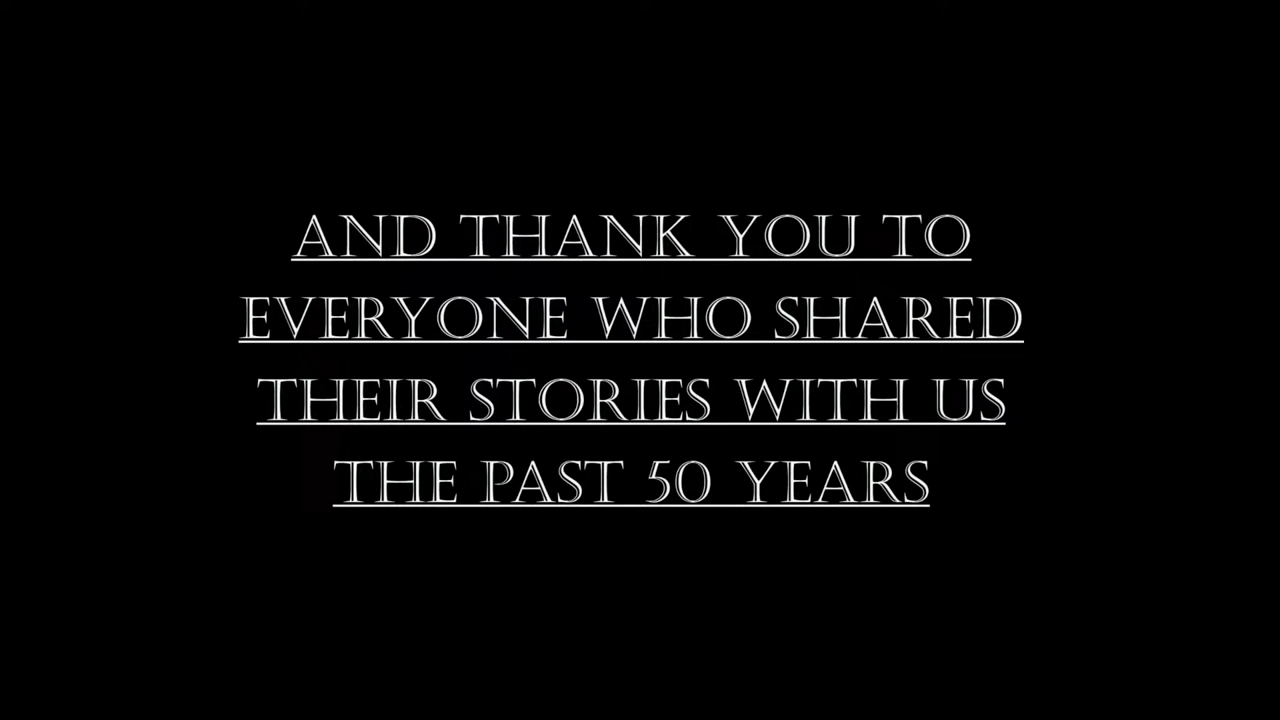 AND THANK YOU TO
EVERYONE WHO SHARED
THEIR STORIES WITH US
THE PAST 50 YEARS